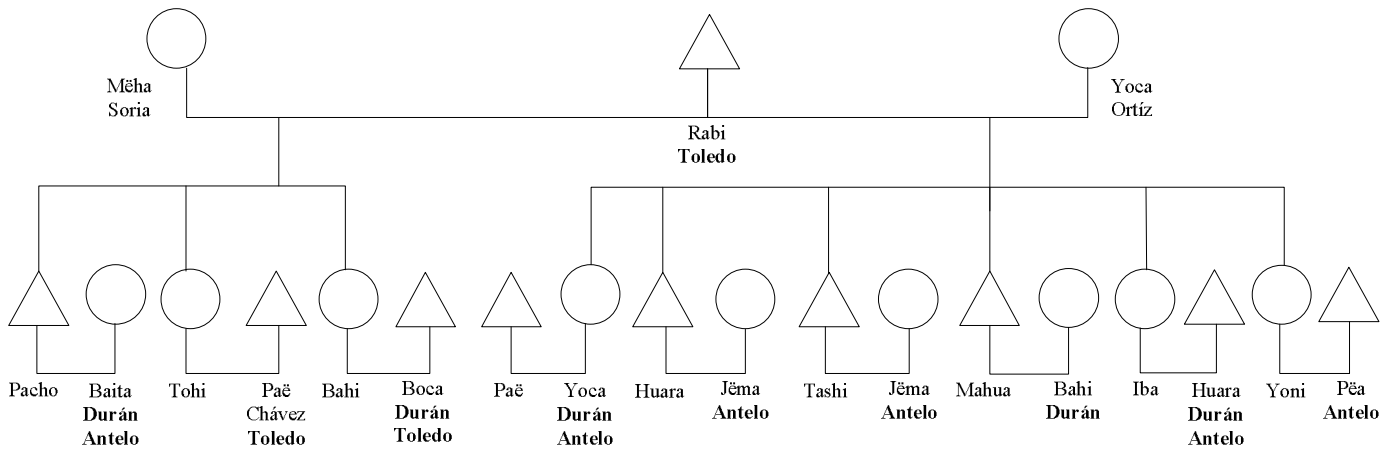 Mëha
Soria
Rabi
Toledo
Yoca
Ortíz
Pacho
Baita
Durán
Antelo
Tohi
Paë
Chávez
Toledo
Bahi
Boca
Durán
Toledo
Paë
Yoca
Durán
Antelo
Huara
Jëma
Antelo
Tashi
Jëma
Antelo
Mahua
Bahi
Durán
Iba
Huara
Durán
Antelo
Yoni
Pëa
Antelo